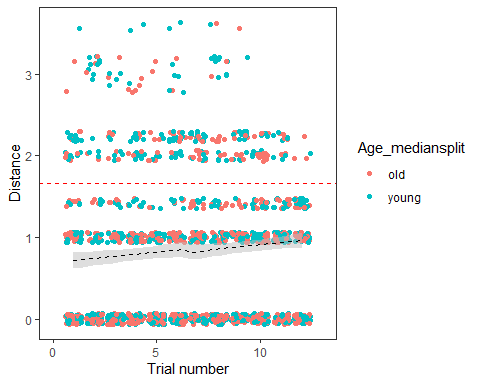 3
2
1
0
Distance
0
5
10
Trial number
Age_mediansplit
old
young